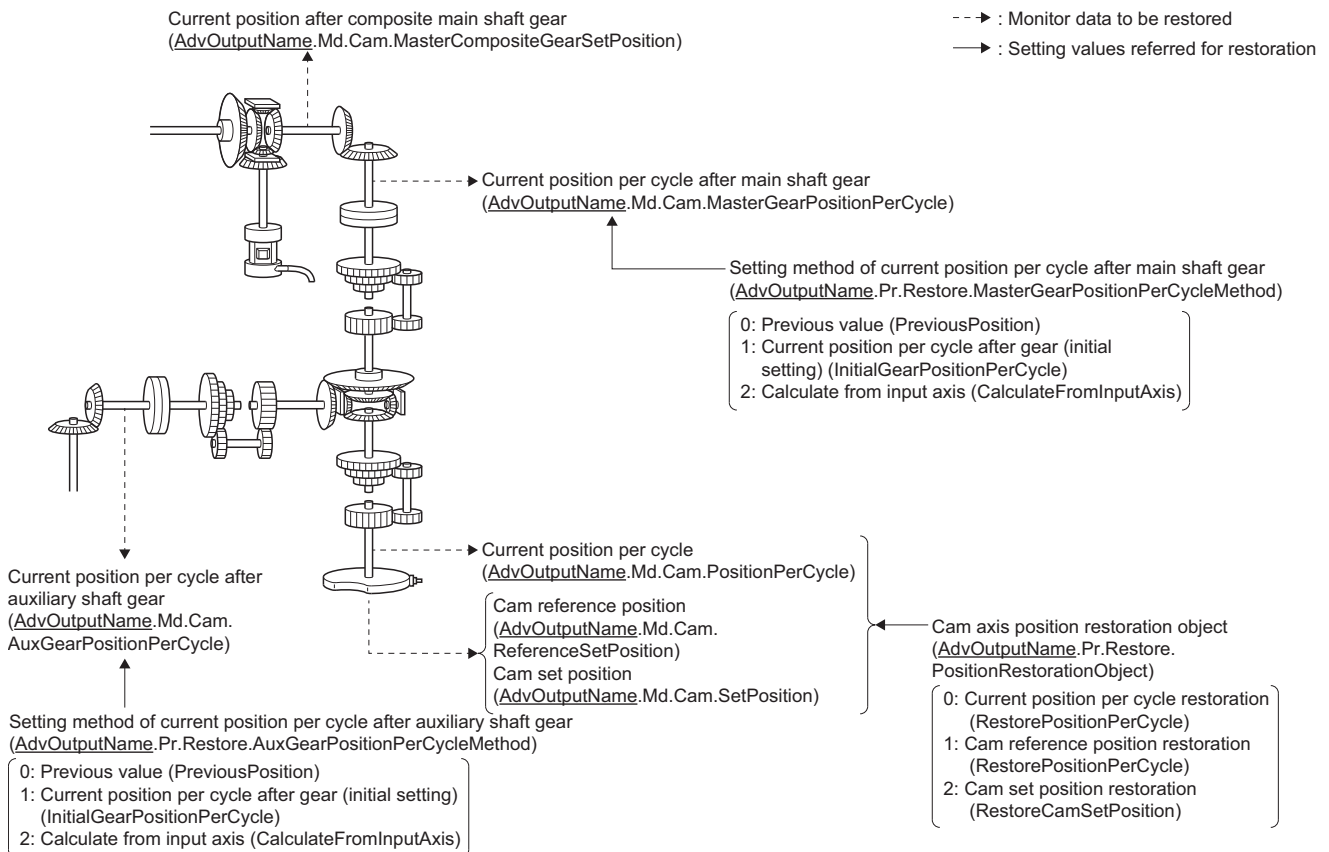 Current position after composite main shaft gear
(AdvOutputName.Md.Cam.MasterCompositeGearSetPosition)
: Monitor data to be restored
: Setting values referred for restoration
Current position per cycle after main shaft gear
(AdvOutputName.Md.Cam.MasterGearPositionPerCycle)
Setting method of current position per cycle after main shaft gear
(AdvOutputName.Pr.Restore.MasterGearPositionPerCycleMethod)
0: Previous value (PreviousPosition)
1: Current position per cycle after gear (initial
setting) (InitialGearPositionPerCycle)
2: Calculate from input axis (CalculateFromInputAxis)
Current position per cycle after
auxiliary shaft gear
(AdvOutputName.Md.Cam.
AuxGearPositionPerCycle)
Current position per cycle
(AdvOutputName.Md.Cam.PositionPerCycle)
Cam reference position
(AdvOutputName.Md.Cam.
ReferenceSetPosition)
Cam set position
(AdvOutputName.Md.Cam.SetPosition)
Cam axis position restoration object
(AdvOutputName.Pr.Restore.
PositionRestorationObject)
0: Current position per cycle restoration
(RestorePositionPerCycle)
1: Cam reference position restoration
(RestorePositionPerCycle)
2: Cam set position restoration
(RestoreCamSetPosition)
Setting method of current position per cycle after auxiliary shaft gear
(AdvOutputName.Pr.Restore.AuxGearPositionPerCycleMethod)
0: Previous value (PreviousPosition)
1: Current position per cycle after gear (initial setting)
(InitialGearPositionPerCycle)
2: Calculate from input axis (CalculateFromInputAxis)